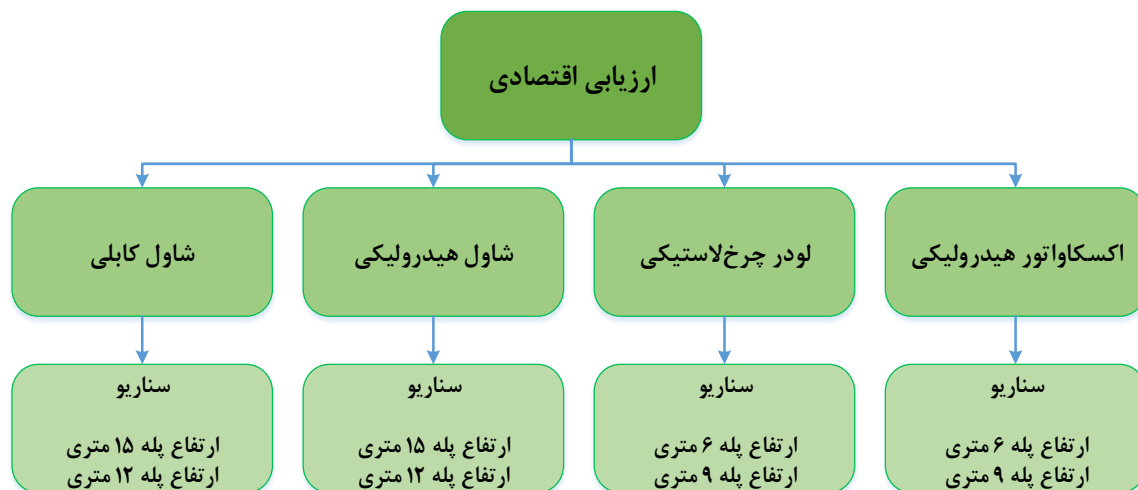 ارزیابی اقتصادی
اکسکاواتور هیدرولیکی
لودر چرخ‌لاستیکی
شاول هیدرولیکی
شاول کابلی
سناریو
ارتفاع پله ۶ متری
ارتفاع پله ۹ متری
سناریو
ارتفاع پله ۶ متری
ارتفاع پله ۹ متری
سناریو
ارتفاع پله ۱۵ متری
ارتفاع پله ۱۲ متری
سناریو
ارتفاع پله ۱۵ متری
ارتفاع پله ۱۲ متری